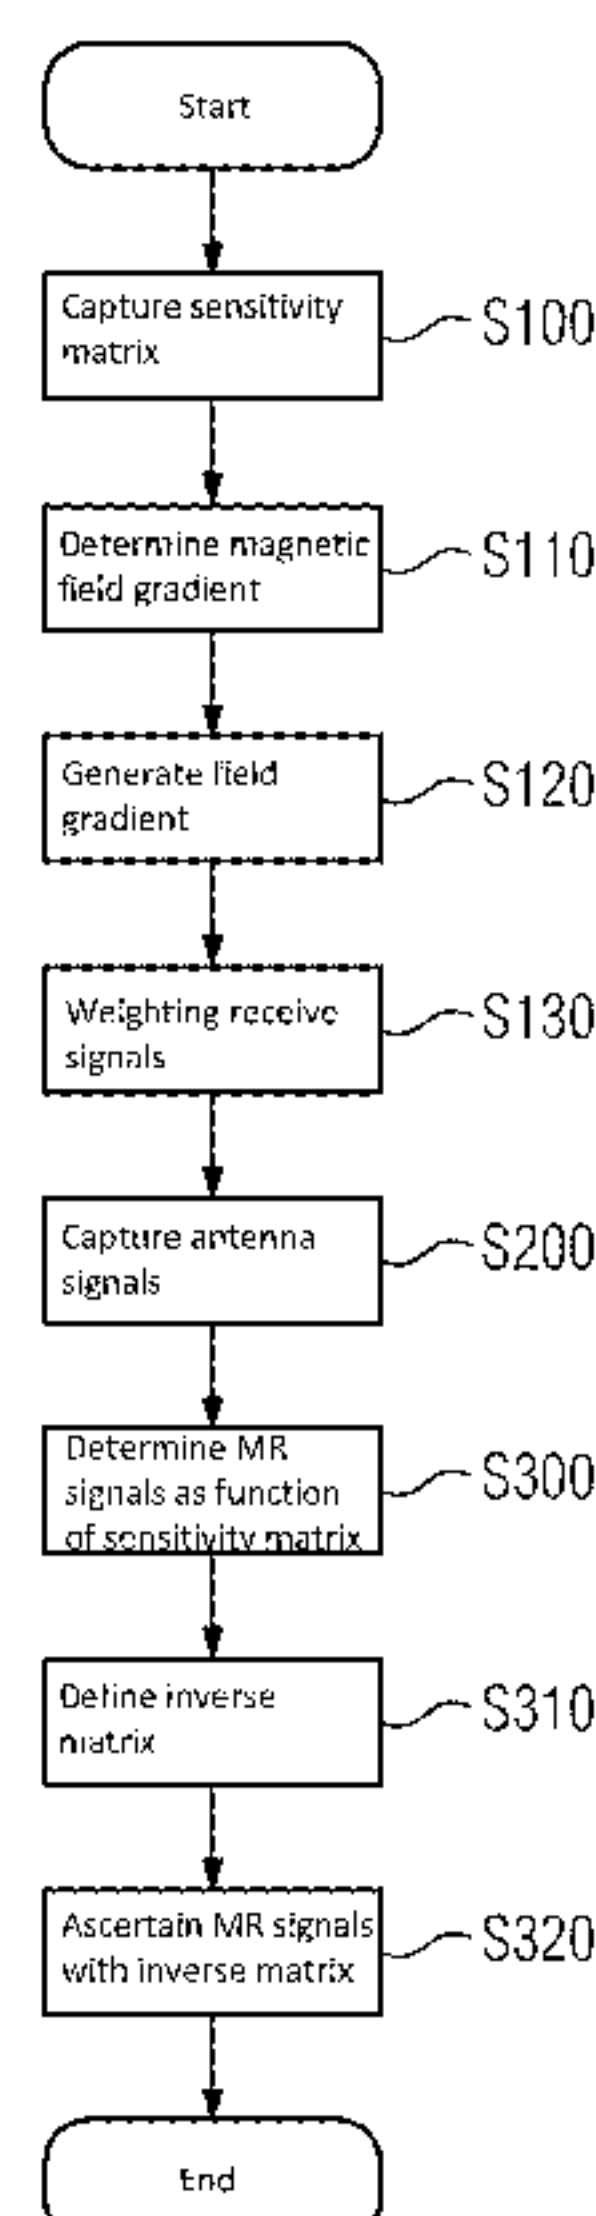 Start
Capture sensitivity
matrix
S100
Determine magnetic
field gradient
S110
Generate field
gradient
S120
Weighting receive
signals
S130
Capture antenna
signals
S200
Determine MR
signals as function
of sensitivity matrix
S300
Define inverse
matrix
S310
Ascertain MR signals
with inverse matrix
S320
End